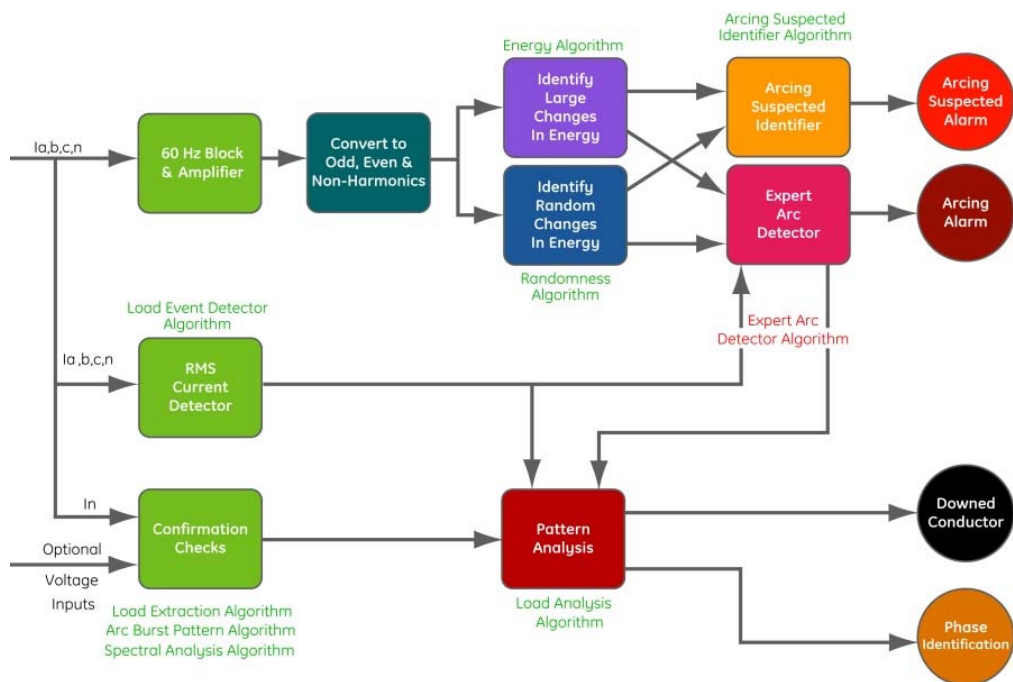 Energy Algorithm
Arcing Suspected
Identifier Algorithm
Ia,b,c,n
60 Hz Block
& Amplifier
Convert to
Odd, Even &
Non-Harmonics
Identify
Large
Changes
In Energy
Arcing
Suspected
Identifier
Arcing
Suspected
Alarm
Identify
Random
Changes
In Energy
Expert
Arc
Detector
Arcing
Alarm
Randomness
Algorithm
Load Event Detector
Algorithm
Expert Arc
Detector Algorithm
Ia ,b,c,n
RMS
Current
Detector
In
Optional
Voltage
Inputs
Confirmation
Checks
Pattern
Analysis
Downed
Conductor
Load Extraction Algorithm
Arc Burst Pattern Algorithm
Spectral Analysis Algorithm
Load Analysis
Algorithm
Phase
Identification